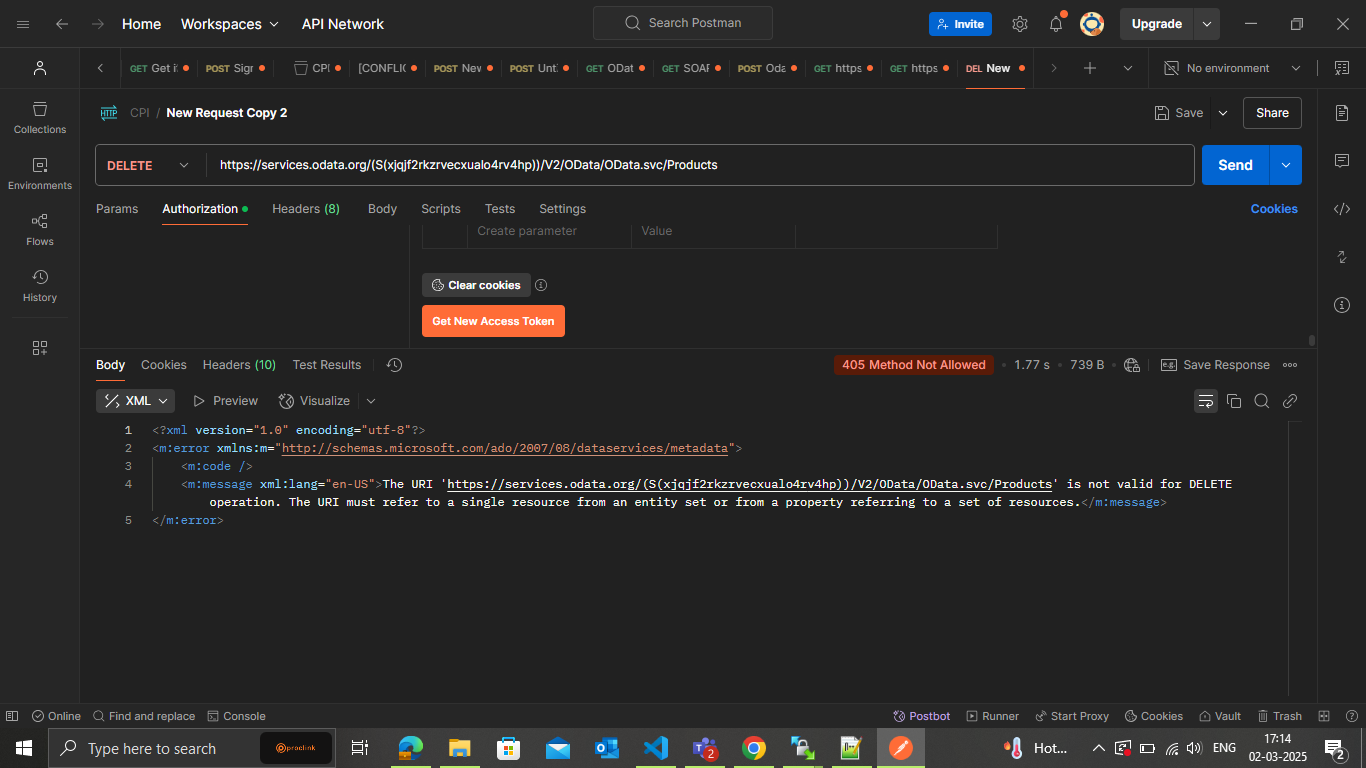 Home Workspaces API Network Search Postman Invite Upgrade
GET Get i POST Sigr CPI [CONFLIC POST Nev POST Unti GET ODat GET SOAF POST Oda GET https GET https DEL New No environment
HTTP CPI / New Request Copy 2 Save Share
Collections
DELETE https://services.odata.org/(S(xjqjf2rkzrvecxualo4rv4hp))/V2/OData/OData.svc/Products Send
Environments
Params Authorization Headers (8) Body Scripts Tests Settings Cookies
Create parameter Value
Flows
Clear cookies
History
Get New Access Token
Body Cookies Headers (10) Test Results 405 Method Not Allowed 1.77 s 739 B e.g. Save Response
XML Preview Visualize
1 <?xml version="1.0" encoding="utf-8"?>
2 <m:error xmlns:m="http://schemas.microsoft.com/ado/2007/08/dataservices/metadata">
3 <m:code />
4 <m:message xml:lang="en-US">The URI 'https://services.odata.org/(S(xjqjf2rkzrvecxualo4rv4hp))/V2/OData/OData.svc/Products' is not valid for DELETE
operation. The URI must refer to a single resource from an entity set or from a property referring to a set of resources.</m:message>
5 </m:error>
Online Find and replace Console Postbot Runner Start Proxy Cookies Vault Trash
Type here to search proclink 2 Hot... ENG 17:14
02-03-2025 2